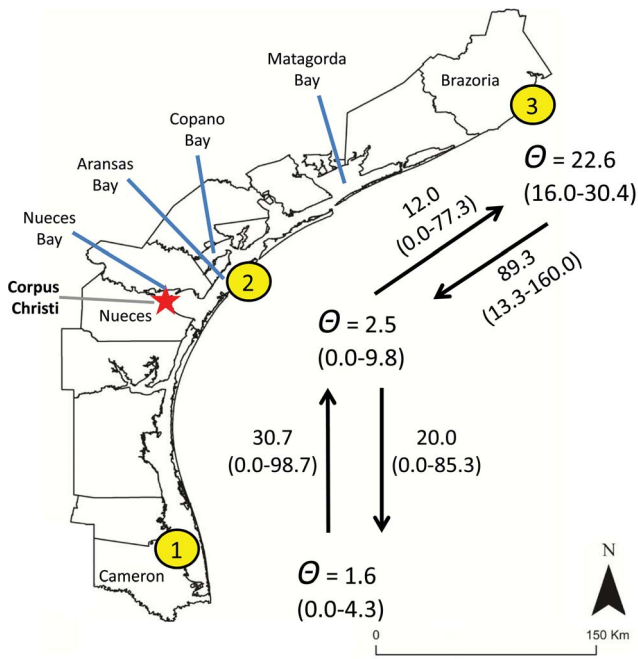 Matagorda
Bay
Brazoria
3
Copano
Bay
Aransas
Bay
Nueces
Bay
Corpus
Christi
Nueces
2
Θ = 22.6
(16.0-30.4)
12.0
(0.0-77.3)
89.3
(13.3-160.0)
Θ = 2.5
(0.0-9.8)
30.7
(0.0-98.7)
20.0
(0.0-85.3)
1
Cameron
Θ = 1.6
(0.0-4.3)
N
0
150 Km